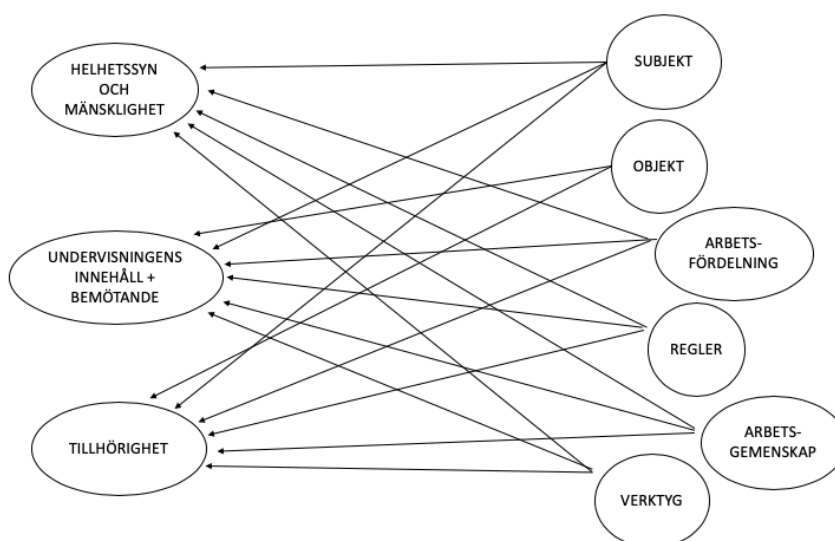 HELHETSSYN
OCH
MÄNSKLIGHET
UNDERVISNINGENS
INNEHÅLL +
BEMÖTANDE
TILLHÖRIGHET
SUBJEKT
OBJEKT
ARBETS-
FÖRDELNING
REGLER
ARBETS-
GEMENSKAP
VERKTYG